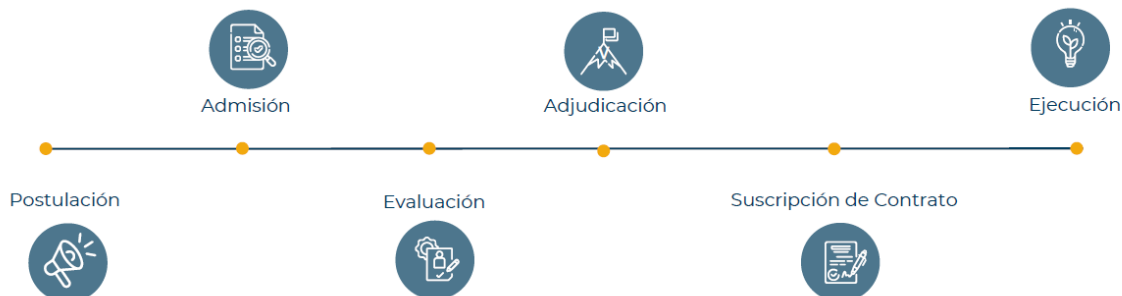 Admisión
Adjudicación
Ejecución
Postulación
Evaluación
Suscripción de Contrato